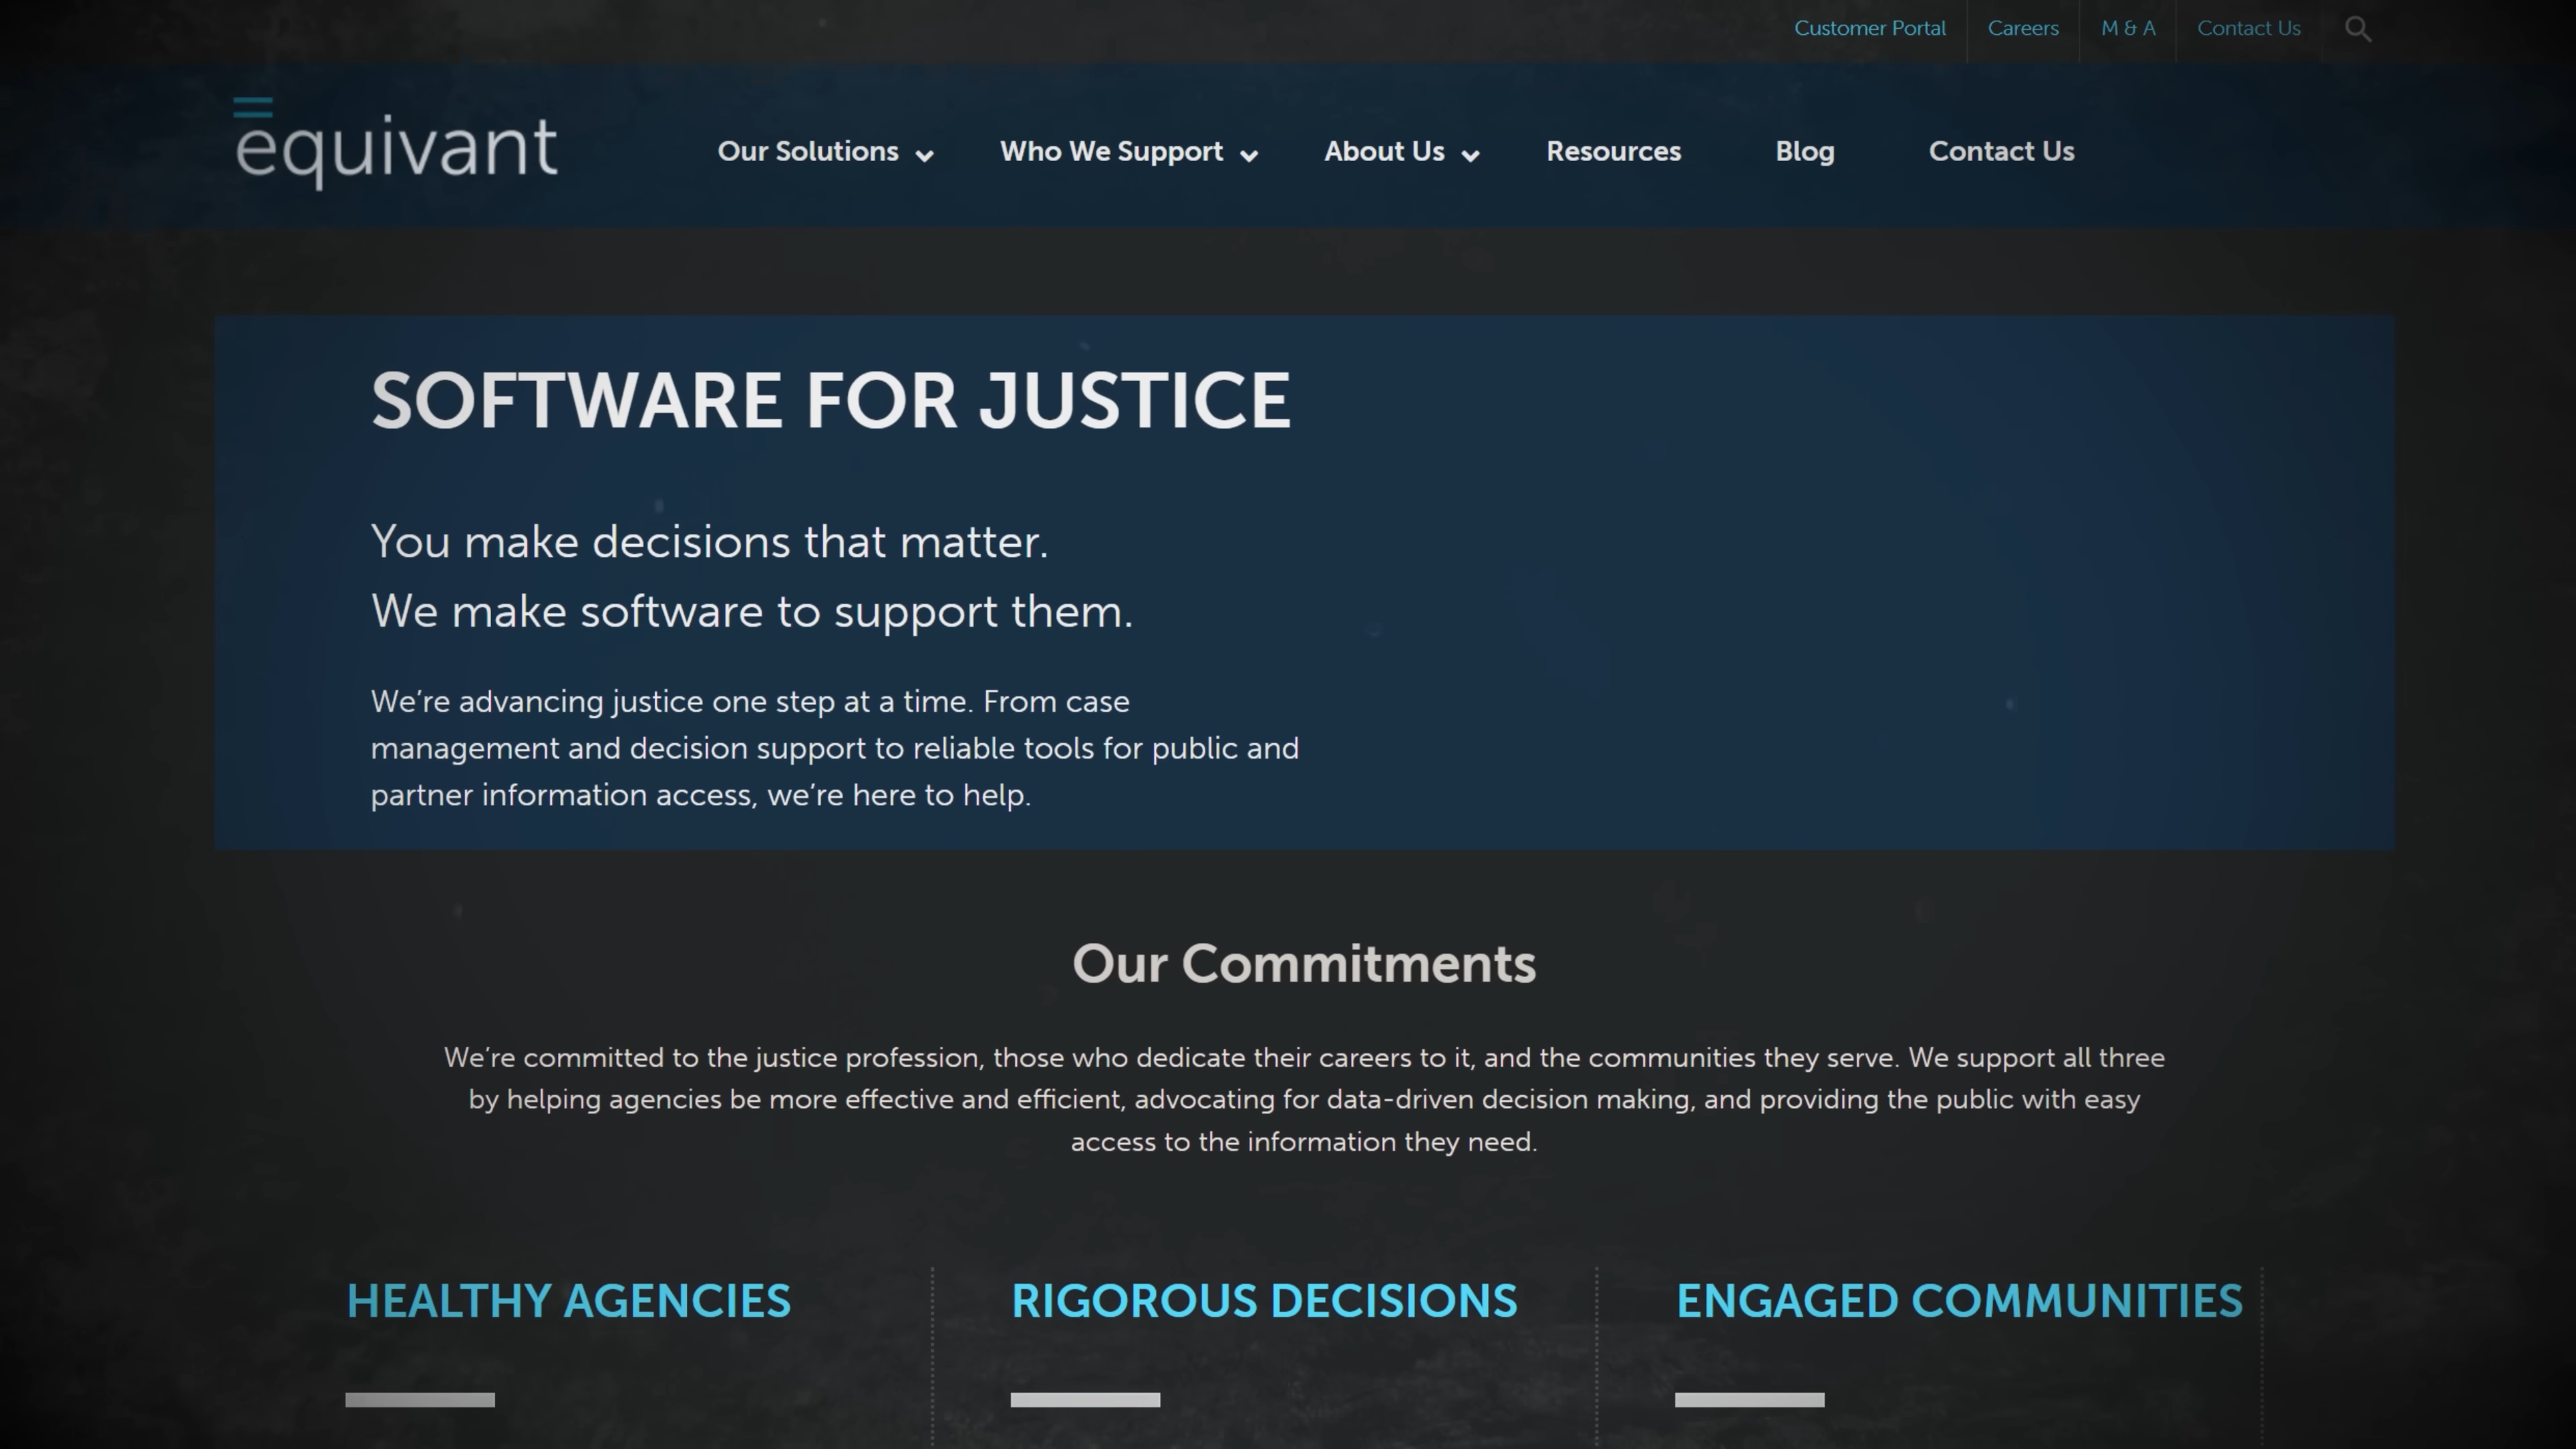 Customer Portal
Careers
M & A
Contact Us
equivant
Our Solutions
Who We Support
About Us
Resources
Blog
Contact Us
SOFTWARE FOR JUSTICE
You make decisions that matter.
We make software to support them.
We’re advancing justice one step at a time. From case
management and decision support to reliable tools for public and
partner information access, we’re here to help.
Our Commitments
We’re committed to the justice profession, those who dedicate their careers to it, and the communities they serve. We support all three
by helping agencies be more effective and efficient, advocating for data-driven decision making, and providing the public with easy
access to the information they need.
HEALTHY AGENCIES
RIGOROUS DECISIONS
ENGAGED COMMUNITIES